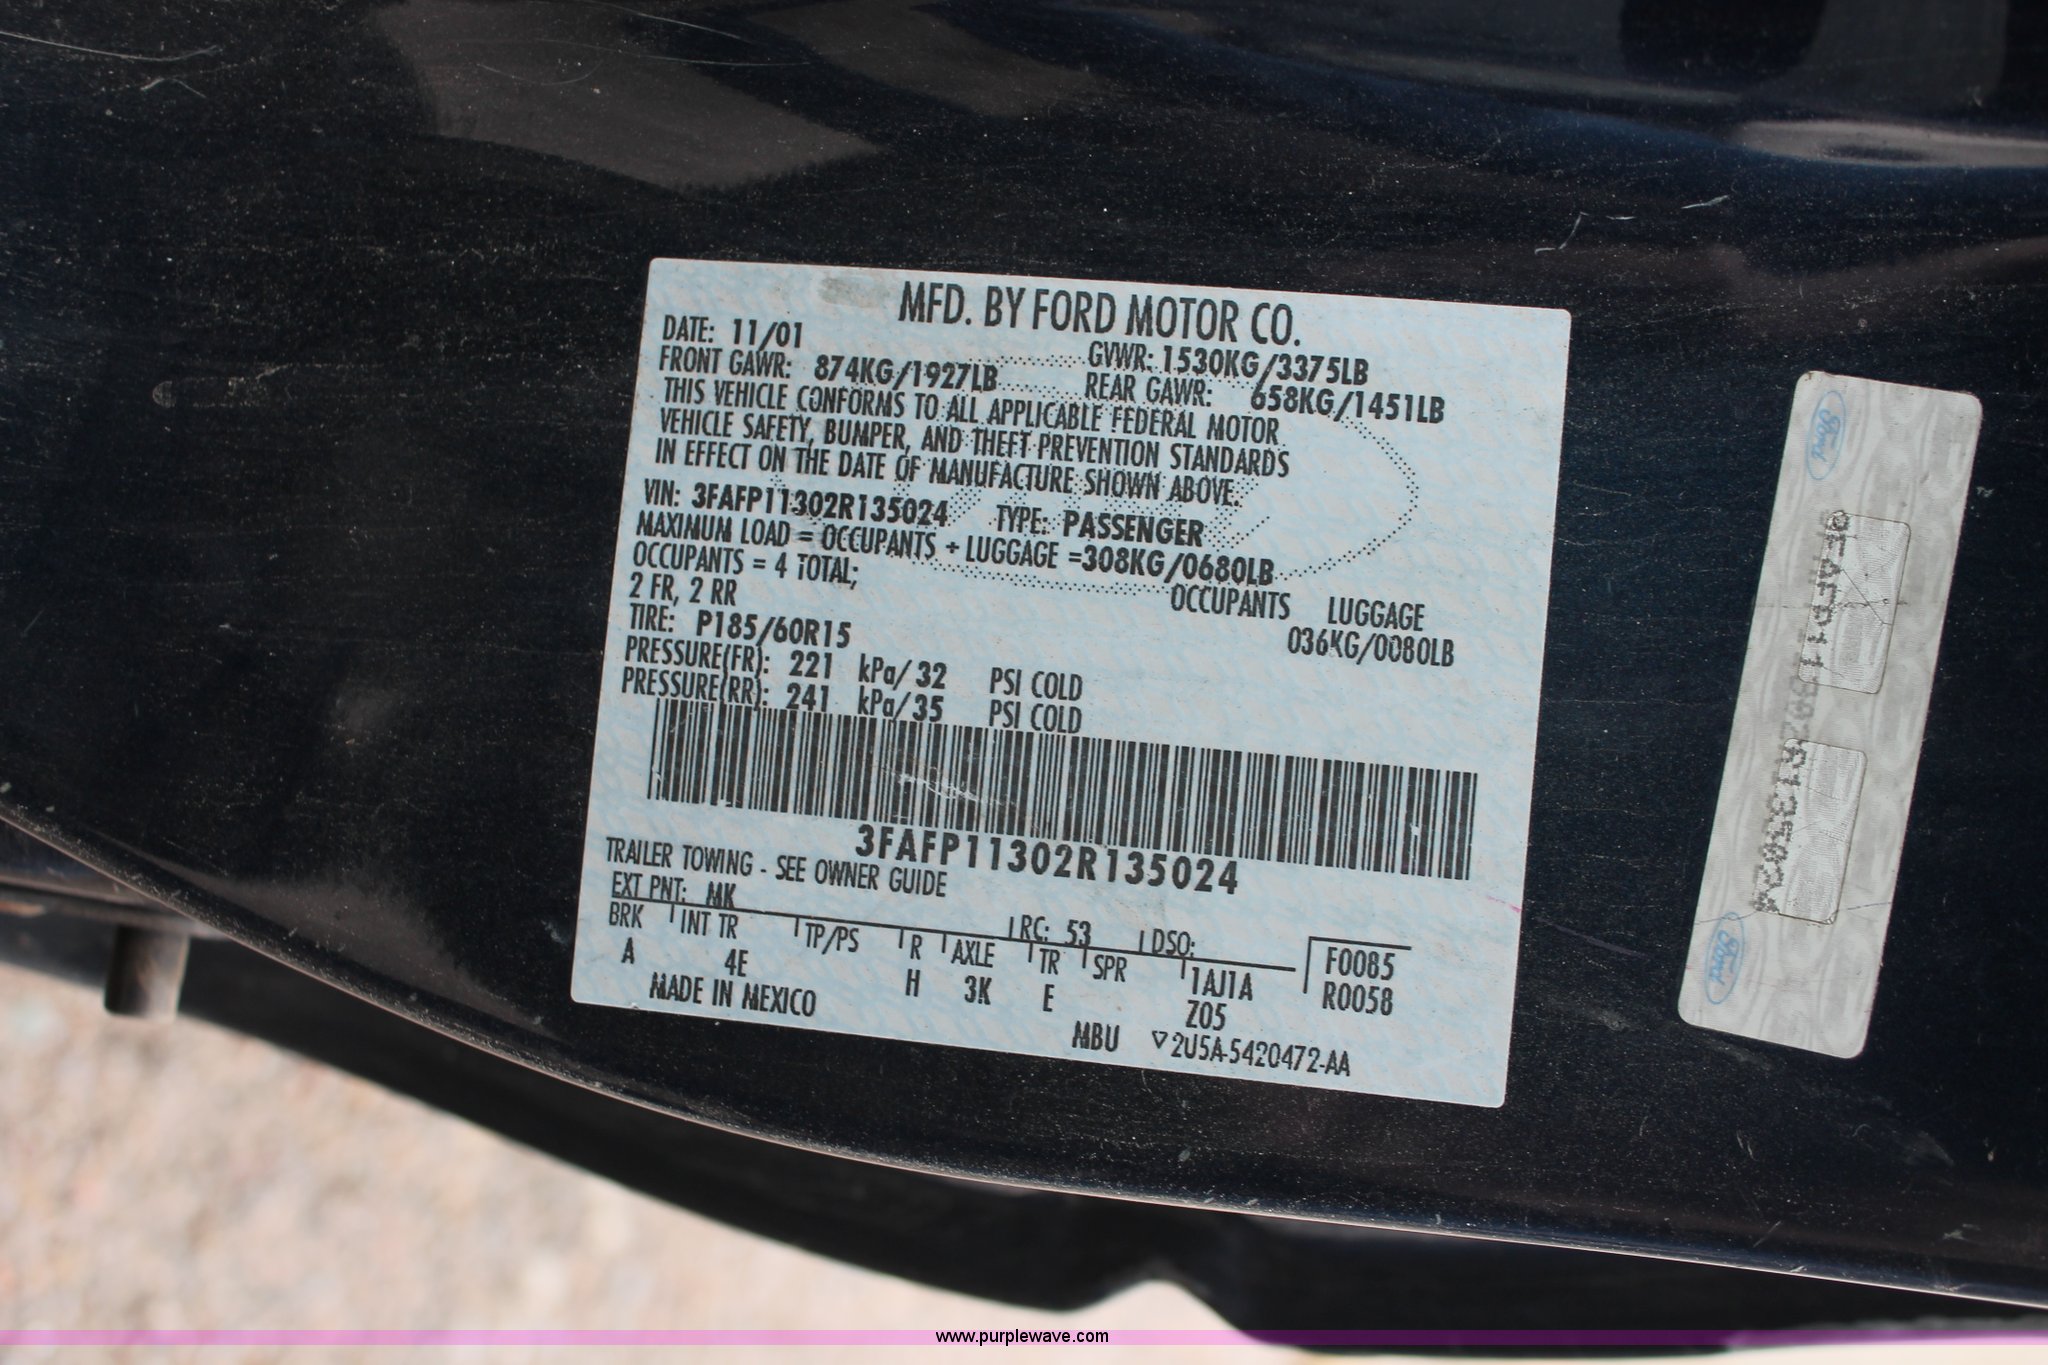 MFD. BY FORD MOTOR CO.
DATE: 11/01 GVWR: 1530KG/3375LB
FRONT GAWR: 874KG/1927LB REAR GAWR: 658KG/1451LB
THIS VEHICLE CONFORMS TO ALL APPLICABLE FEDERAL MOTOR
VEHICLE SAFETY, BUMPER, AND THEFT PREVENTION STANDARDS
IN EFFECT ON THE DATE OF MANUFACTURE SHOWN ABOVE.
VIN: 3FAFP11302R135024 TYPE: PASSENGER
MAXIMUM LOAD = OCCUPANTS + LUGGAGE =308KG/0680LB
OCCUPANTS = 4 TOTAL; OCCUPANTS LUGGAGE
2 FR, 2 RR 036KG/0080LB
TIRE: P185/60R15
PRESSURE(FR): 221 kPa/ 32 PSI COLD
PRESSURE(RR): 241 kPa/ 35 PSI COLD
3FAFP11302R135024
TRAILER TOWING - SEE OWNER GUIDE
EXT PNT: MK RC: 53 DSO:
BRK INT TR TP/PS R AXLE TR SPR F0085
A 4E H 3K E 1AJ1A R0058
MADE IN MEXICO Z05
MBU 2U5A-5420472-AA
Ford
3FAFP11302R135024
Ford
www.purplewave.com